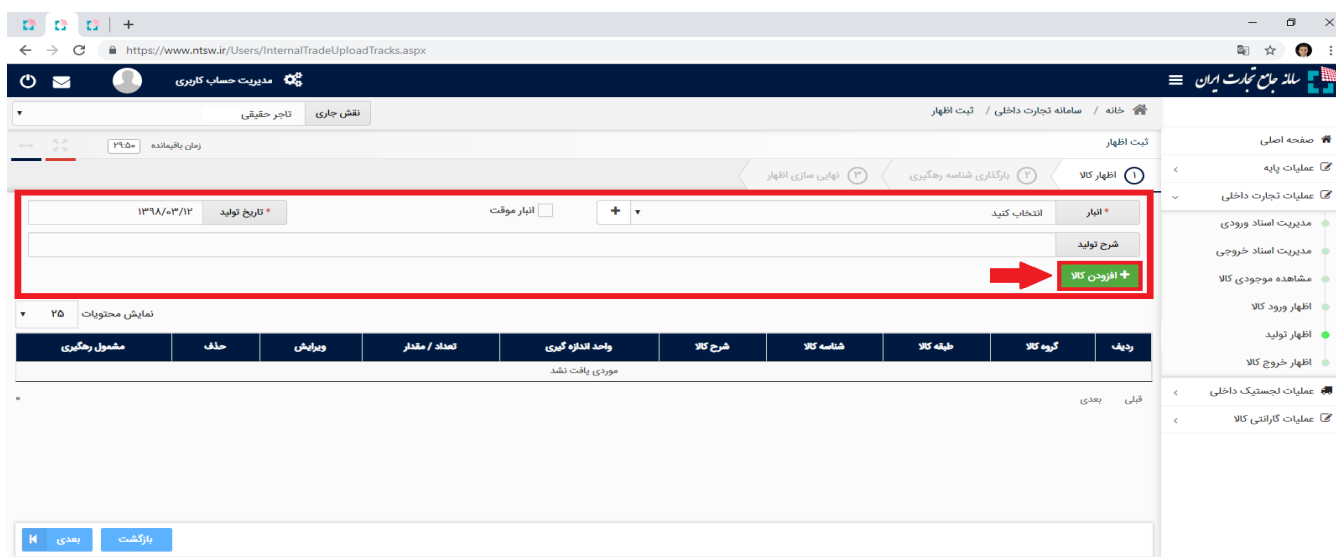 https://www.ntsw.ir/Users/InternalTradeUploadTracks.aspx
سامانه جامع تجارت ایران
مدیریت حساب کاربری
خانه / سامانه تجارت داخلی / ثبت اظهار
نقش جاری
تاجر حقیقی
صفحه اصلی
عملیات پایه
عملیات تجارت داخلی
مدیریت اسناد ورودی
مدیریت اسناد خروجی
مشاهده موجودی کالا
اظهار ورود کالا
اظهار تولید
اظهار خروج کالا
عملیات لجستیک داخلی
عملیات گارانتی کالا
ثبت اظهار
زمان باقیمانده ۲۹:۵۰
۱ اظهار کالا
۲ بارگذاری شناسه رهگیری
۳ نهایی سازی اظهار
* انبار انتخاب کنید + انبار موقت * تاریخ تولید ۱۳۹۸/۰۳/۱۲
شرح تولید
+ افزودن کالا
نمایش محتویات ۲۵
ردیف گروه کالا طبقه کالا شناسه کالا شرح کالا واحد اندازه گیری تعداد / مقدار ویرایش حذف مشمول رهگیری
موردی یافت نشد
قبلی بعدی ۰
بازگشت بعدی